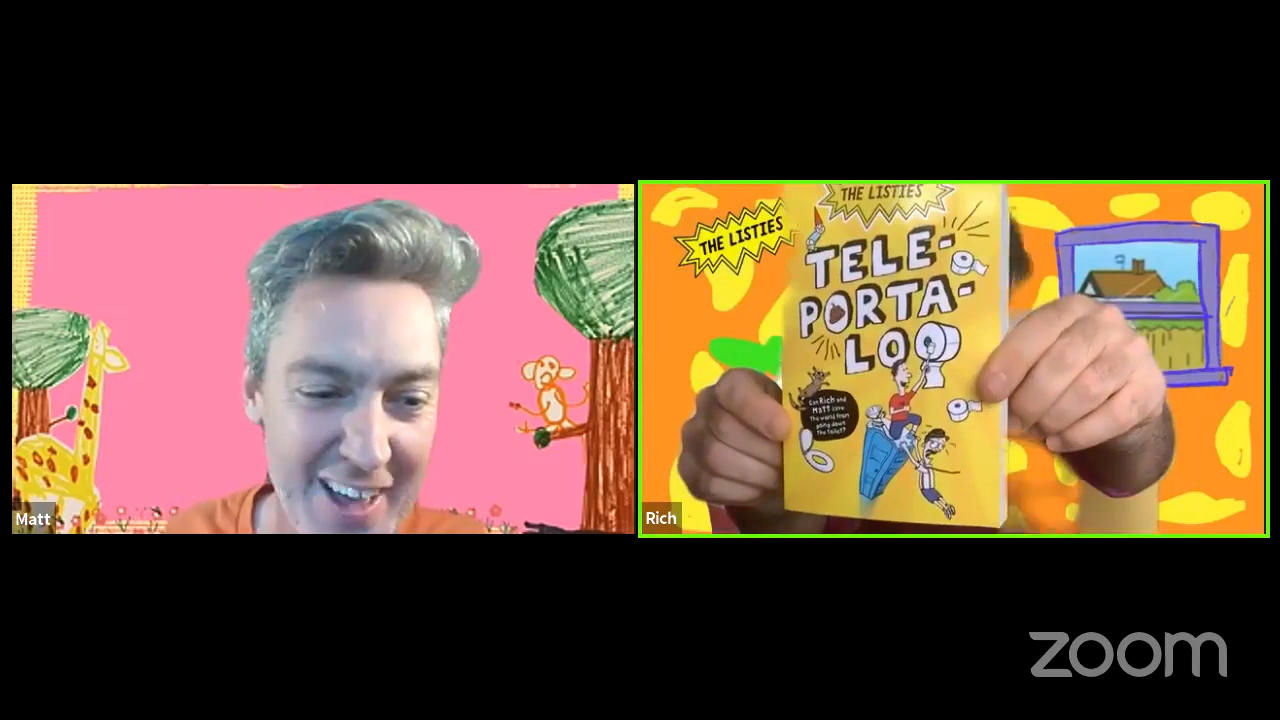 THE LISTIES
THE LISTIES
TELE-
PORTA-
LOO
Can Rich and
Matt save
the world from
going down
the toilet?
Matt
Rich
zoom